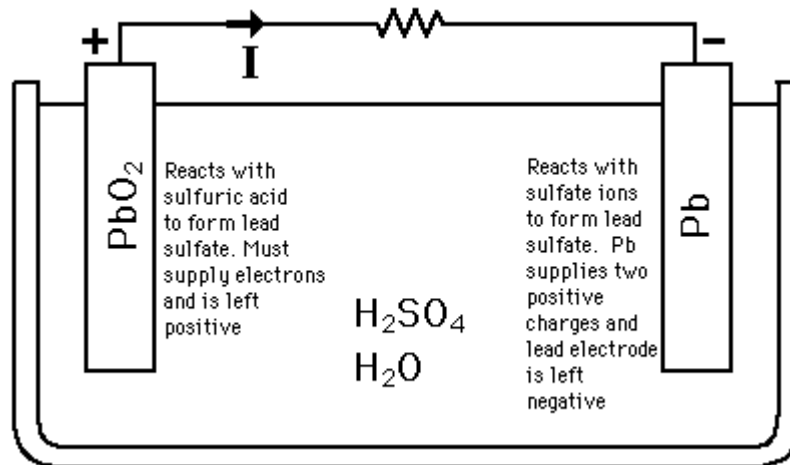 +
I
-
PbO₂
Reacts with
sulfuric acid
to form lead
sulfate. Must
supply electrons
and is left
positive
H₂SO₄
H₂O
Reacts with
sulfate ions
to form lead
sulfate. Pb
supplies two
positive
charges and
lead electrode
is left
negative
Pb